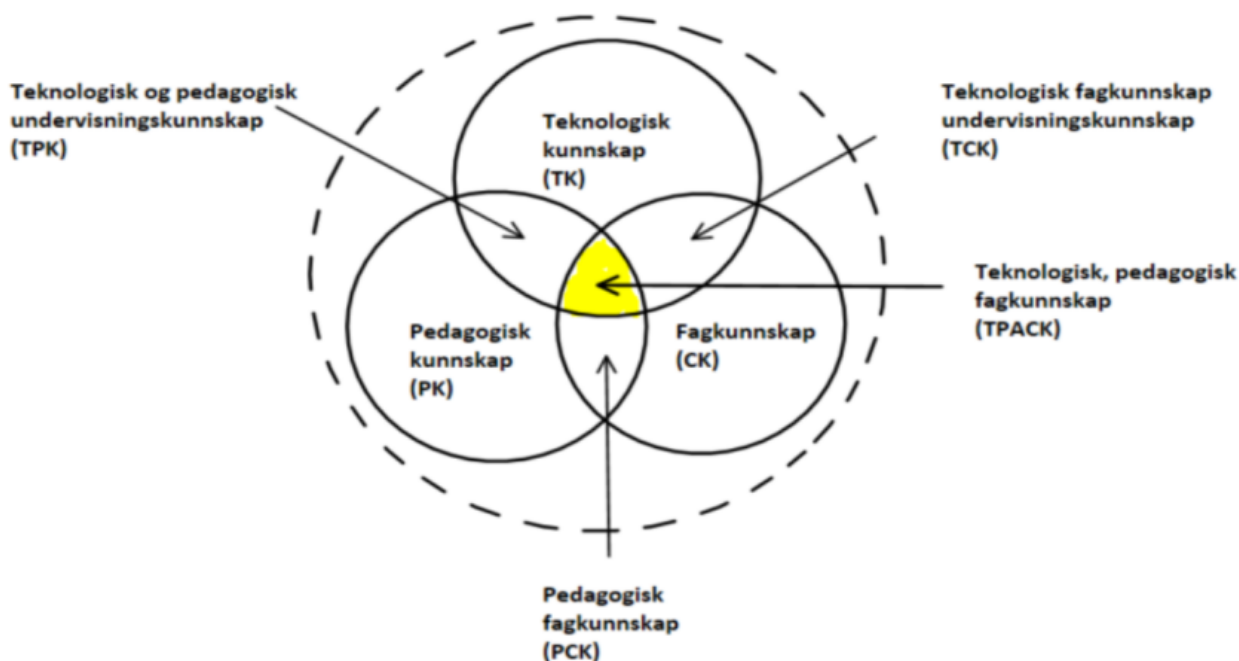 Teknologisk og pedagogisk
undervisningskunnskap
(TPK)
Teknologisk
kunnskap
(TK)
Teknologisk fagkunnskap
undervisningskunnskap
(TCK)
Teknologisk, pedagogisk
fagkunnskap
(TPACK)
Pedagogisk
kunnskap
(PK)
Fagkunnskap
(CK)
Pedagogisk
fagkunnskap
(PCK)